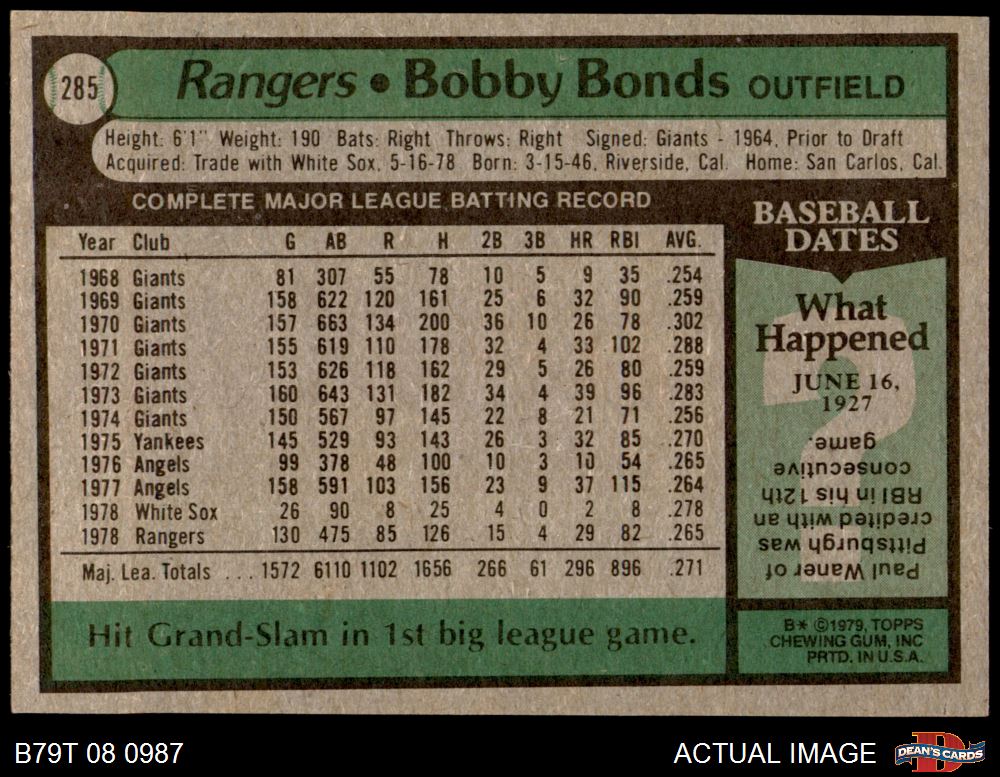 285
Rangers • Bobby Bonds OUTFIELD
Height: 6'1" Weight: 190 Bats: Right Throws: Right Signed: Giants - 1964, Prior to Draft
Acquired: Trade with White Sox, 5-16-78 Born: 3-15-46, Riverside, Cal. Home: San Carlos, Cal.
COMPLETE MAJOR LEAGUE BATTING RECORD
Year Club G AB R H 2B 3B HR RBI AVG.
1968 Giants 81 307 55 78 10 5 9 35 .254
1969 Giants 158 622 120 161 25 6 32 90 .259
1970 Giants 157 663 134 200 36 10 26 78 .302
1971 Giants 155 619 110 178 32 4 33 102 .288
1972 Giants 153 626 118 162 29 5 26 80 .259
1973 Giants 160 643 131 182 34 4 39 96 .283
1974 Giants 150 567 97 145 22 8 21 71 .256
1975 Yankees 145 529 93 143 26 3 32 85 .270
1976 Angels 99 378 48 100 10 3 10 54 .265
1977 Angels 158 591 103 156 23 9 37 115 .264
1978 White Sox 26 90 8 25 4 0 2 8 .278
1978 Rangers 130 475 85 126 15 4 29 82 .265
Maj. Lea. Totals ... 1572 6110 1102 1656 266 61 296 896 .271
Hit Grand-Slam in 1st big league game.
BASEBALL
DATES
What
Happened
JUNE 16,
1927
?
Paul Waner of
Pittsburgh was
credited with an
RBI in his 12th
consecutive
game.
B* ©1979, TOPPS
CHEWING GUM, INC
PRTD. IN U.S.A.
B79T 08 0987
ACTUAL IMAGE
D
DEAN'S CARDS